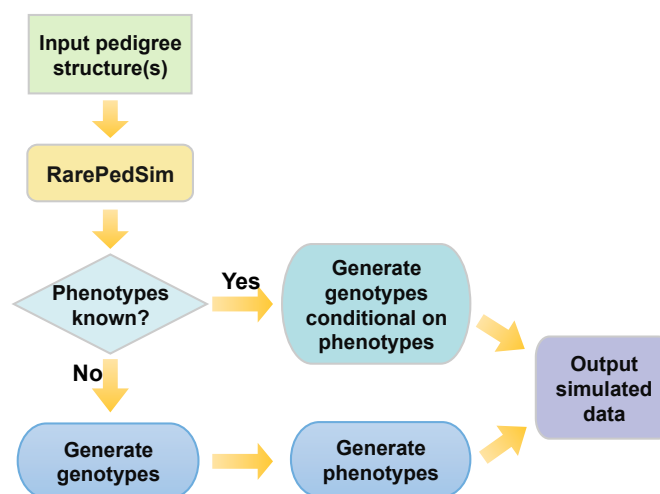 Input pedigree
structure(s)
RarePedSim
Phenotypes
known?
Yes
Generate
genotypes
conditional on
phenotypes
No
Generate
genotypes
Generate
phenotypes
Output
simulated
data